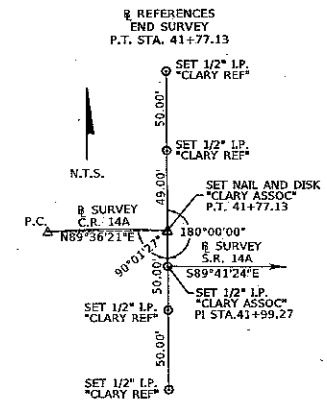 ℞ REFERENCES
END SURVEY
P.T. STA. 41+77.13
SET 1/2" I.P.
"CLARY REF"
50.00'
SET 1/2" I.P.
"CLARY REF"
N.T.S.
49.00'
SET NAIL AND DISK
"CLARY ASSOC"
P.T. 41+77.13
℞ SURVEY
C.R. 14A
P.C.
N89°36'21"E
180°00'00"
90°01'27"
℞ SURVEY
S.R. 14A
S89°41'24"E
50.00'
SET 1/2" I.P.
"CLARY ASSOC"
PI STA.41+99.27
SET 1/2" I.P.
"CLARY REF"
50.00'
SET 1/2" I.P.
"CLARY REF"